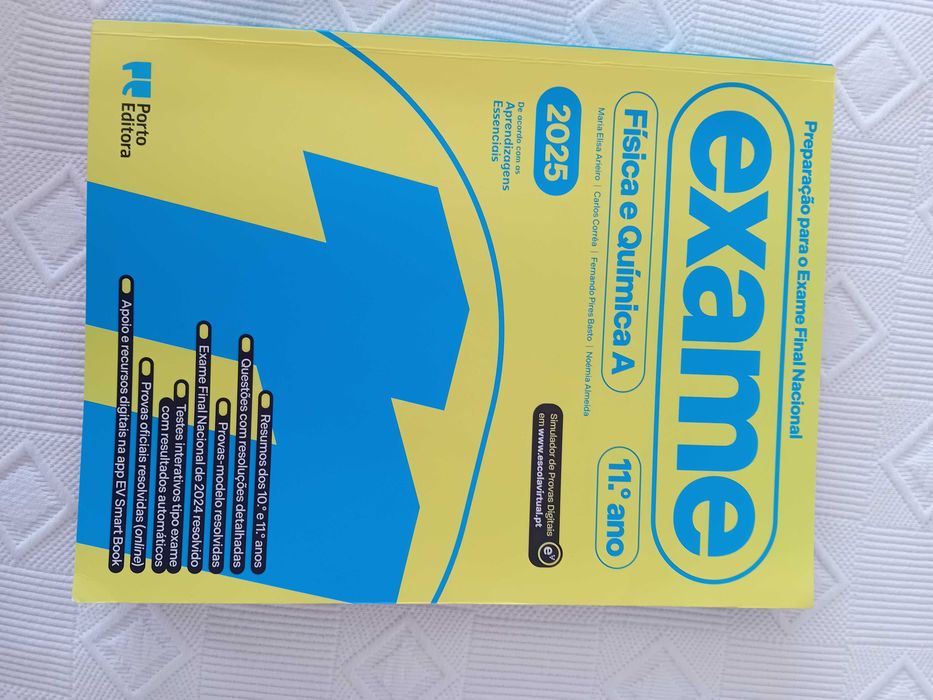 Preparação para o Exame Final Nacional
exame
Física e Química A
11.º ano
Maria Elisa Arieiro | Carlos Corrêa | Fernando Pires Basto | Noémia Almeida
2025
Simulador de Provas Digitais
em www.escolavirtual.pt
ev
De acordo com as
Aprendizagens
Essenciais
Resumos dos 10.º e 11.º anos
Questões com resoluções detalhadas
Provas-modelo resolvidas
Exame Final Nacional de 2024 resolvido
Testes interativos tipo exame
com resultados automáticos
Provas oficiais resolvidas (online)
Apoio e recursos digitais na app EV Smart Book
Porto
Editora